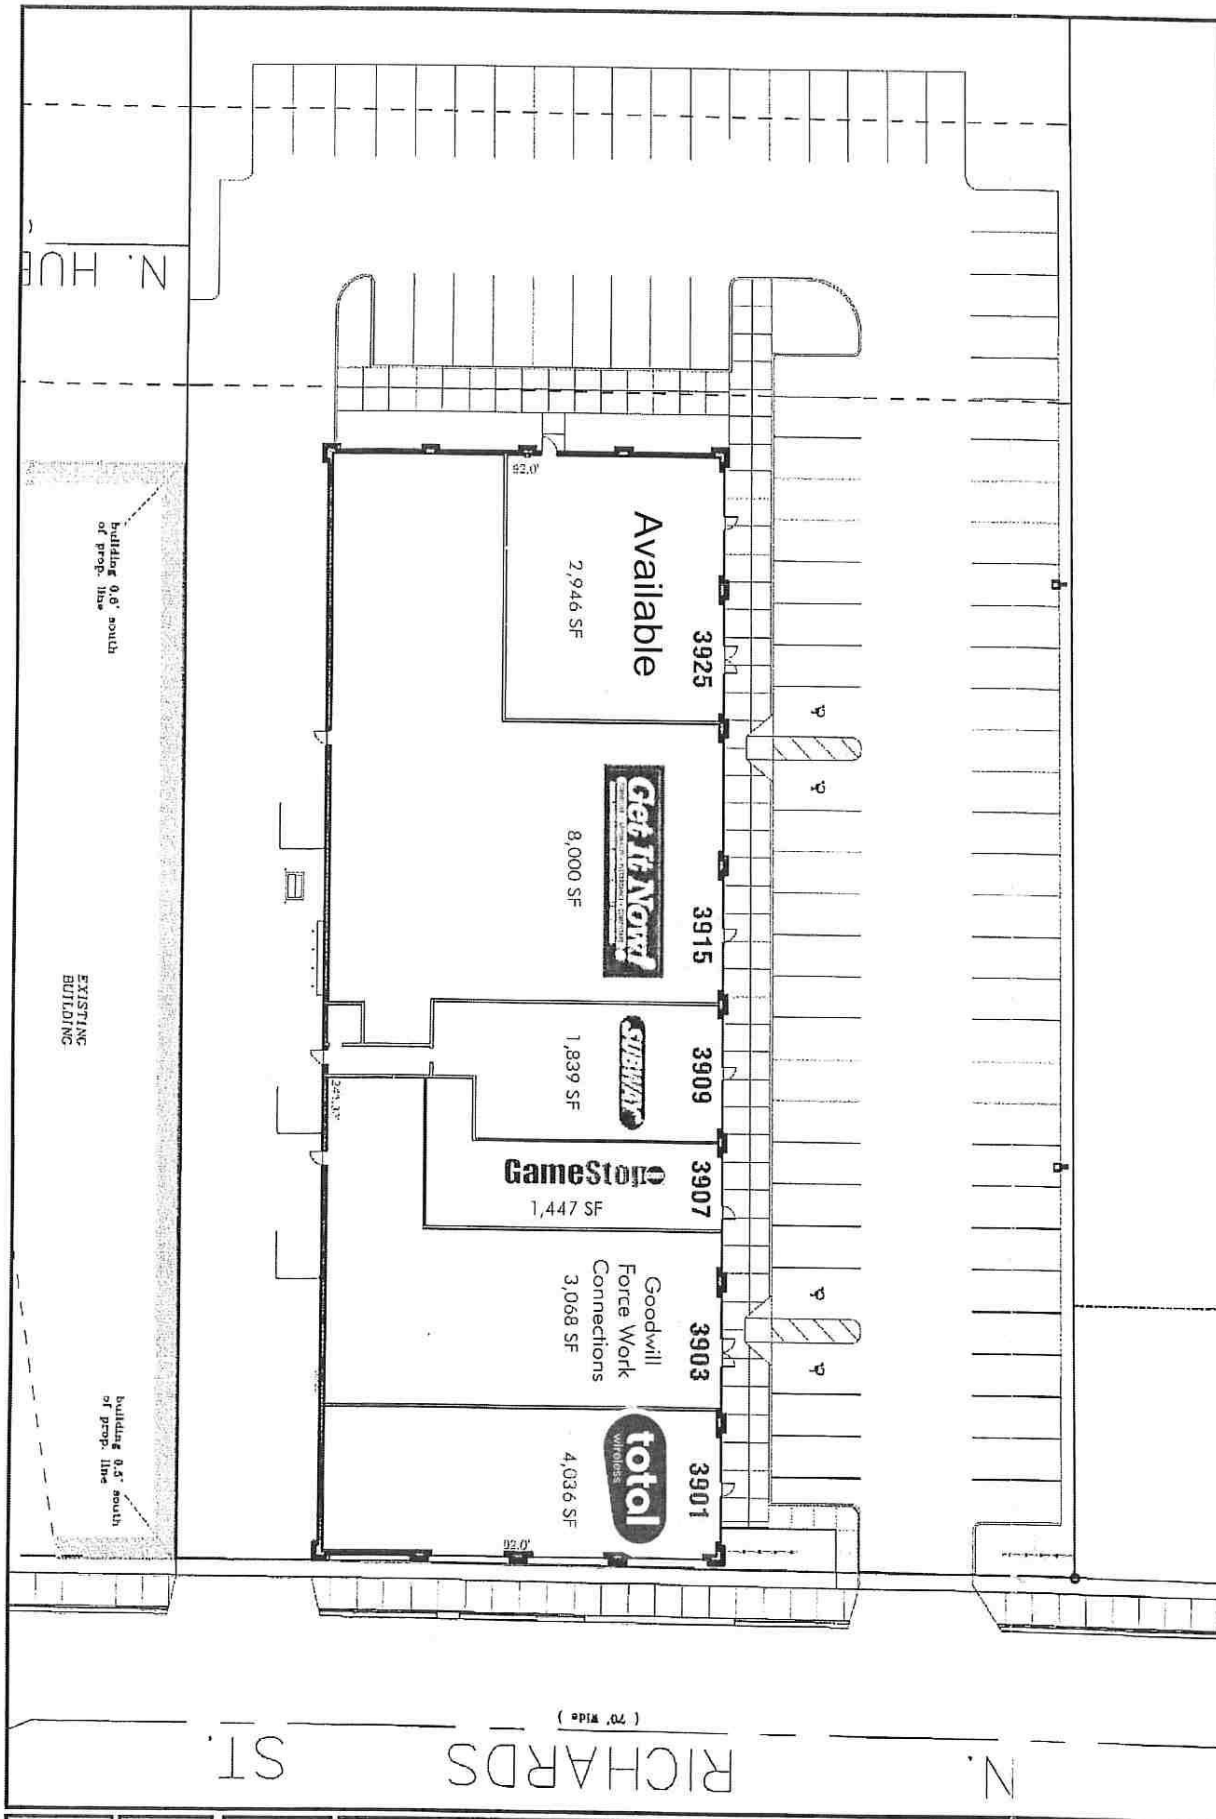 N. HU
building 0.6' south
of prop. line
EXISTING
BUILDING
building 0.5' south
of prop. line
92.0'
Available
2,946 SF
3925
Get It Now!
8,000 SF
3915
SUBWAY
1,839 SF
3909
GameStop
1,447 SF
3907
Goodwill
Force Work
Connections
3,068 SF
3903
total
wireless
4,036 SF
3901
92.0'
( 70' Wide )
N. RICHARDS ST.